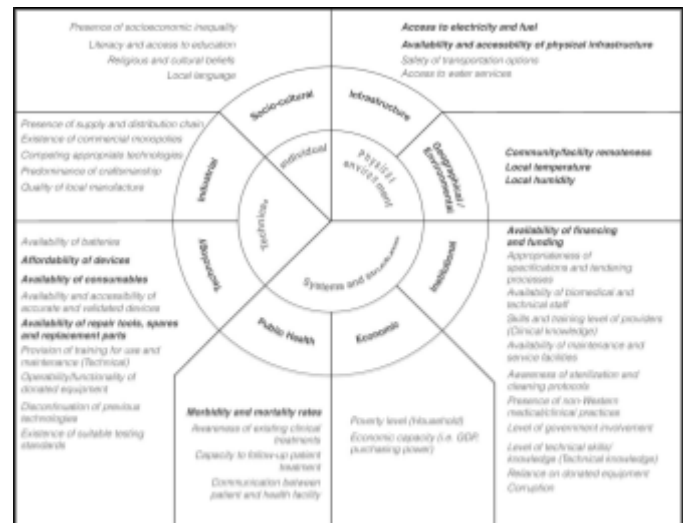 Presence of socioeconomic inequality
Literacy and access to education
Religious and cultural beliefs
Local language
Access to electricity and fuel
Availability and accessibility of physical infrastructure
Safety of transportation options
Access to water services
Presence of supply and distribution chain
Existence of commercial monopolies
Competing appropriate technologies
Predominance of craftsmanship
Quality of local manufacture
Community/facility remoteness
Local temperature
Local humidity
Socio-cultural
Infrastructure
Industrial
Geographical /
Environmental
Individual
Physical
environment
Technical
Systems and
Technology
Institutional
Public Health
Economic
Availability of batteries
Affordability of devices
Availability of consumables
Availability and accessibility of
accurate and validated devices
Availability of repair tools, spares
and replacement parts
Provision of training for use and
maintenance (Technical)
Operability/functionality of
donated equipment
Discontinuation of previous
technologies
Existence of suitable testing
standards
Morbidity and mortality rates
Awareness of existing clinical
treatments
Capacity to follow-up patient
treatment
Communication between
patient and health facility
Poverty level (Household)
Economic capacity (i.e. GDP,
purchasing power)
Availability of financing
and funding
Appropriateness of
specifications and tendering
processes
Availability of biomedical and
technical staff
Skills and training level of providers
(Clinical knowledge)
Availability of maintenance and
service facilities
Awareness of sterilization and
cleaning protocols
Presence of non-Western
medical/clinical practices
Level of government involvement
Level of technical skills/
knowledge (Technical knowledge)
Reliance on donated equipment
Corruption